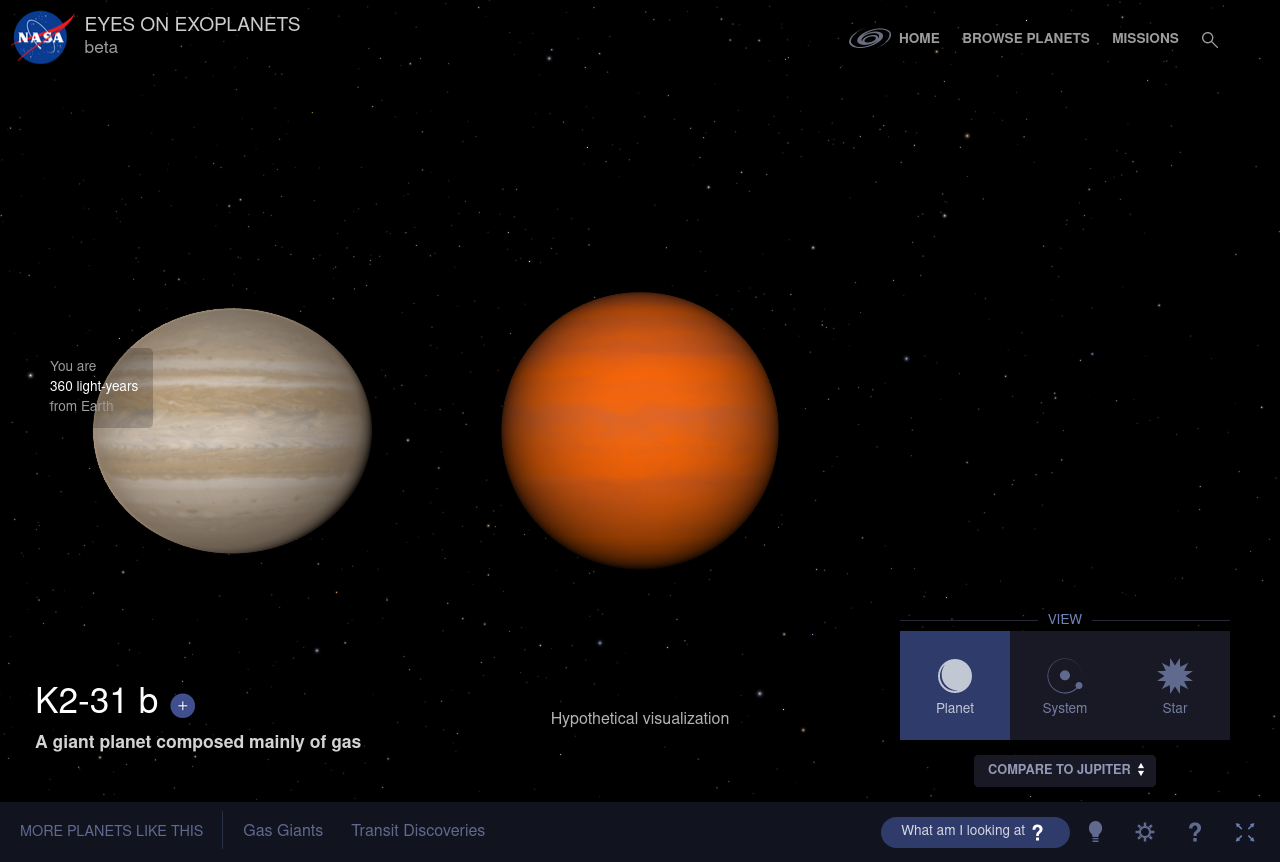 NASA
EYES ON EXOPLANETS
beta
HOME
BROWSE PLANETS
MISSIONS
You are
360 light-years
from Earth
VIEW
Planet
System
Star
COMPARE TO JUPITER
K2-31 b +
A giant planet composed mainly of gas
Hypothetical visualization
MORE PLANETS LIKE THIS
Gas Giants
Transit Discoveries
What am I looking at ?
?